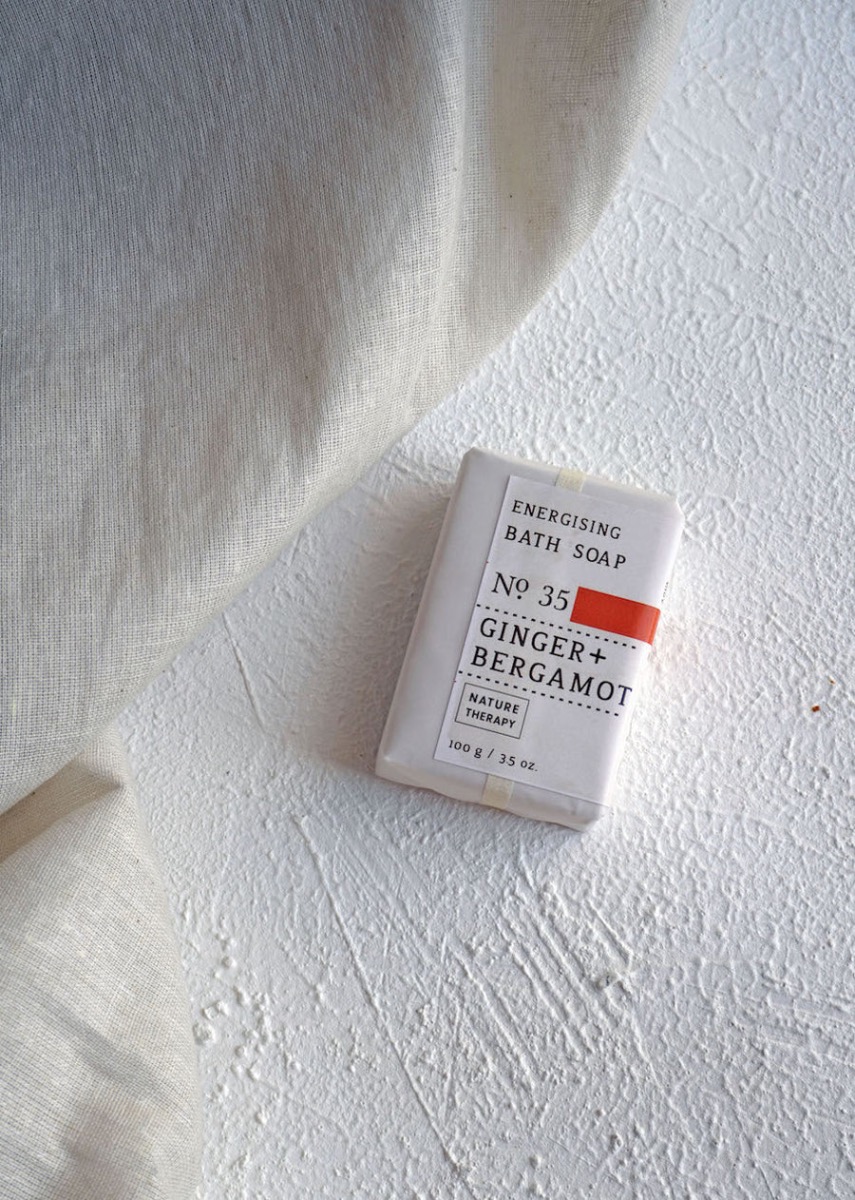 ENERGISING
BATH SOAP
Nº 35
GINGER+
BERGAMOT
NATURE
THERAPY
100 g / 35 oz.